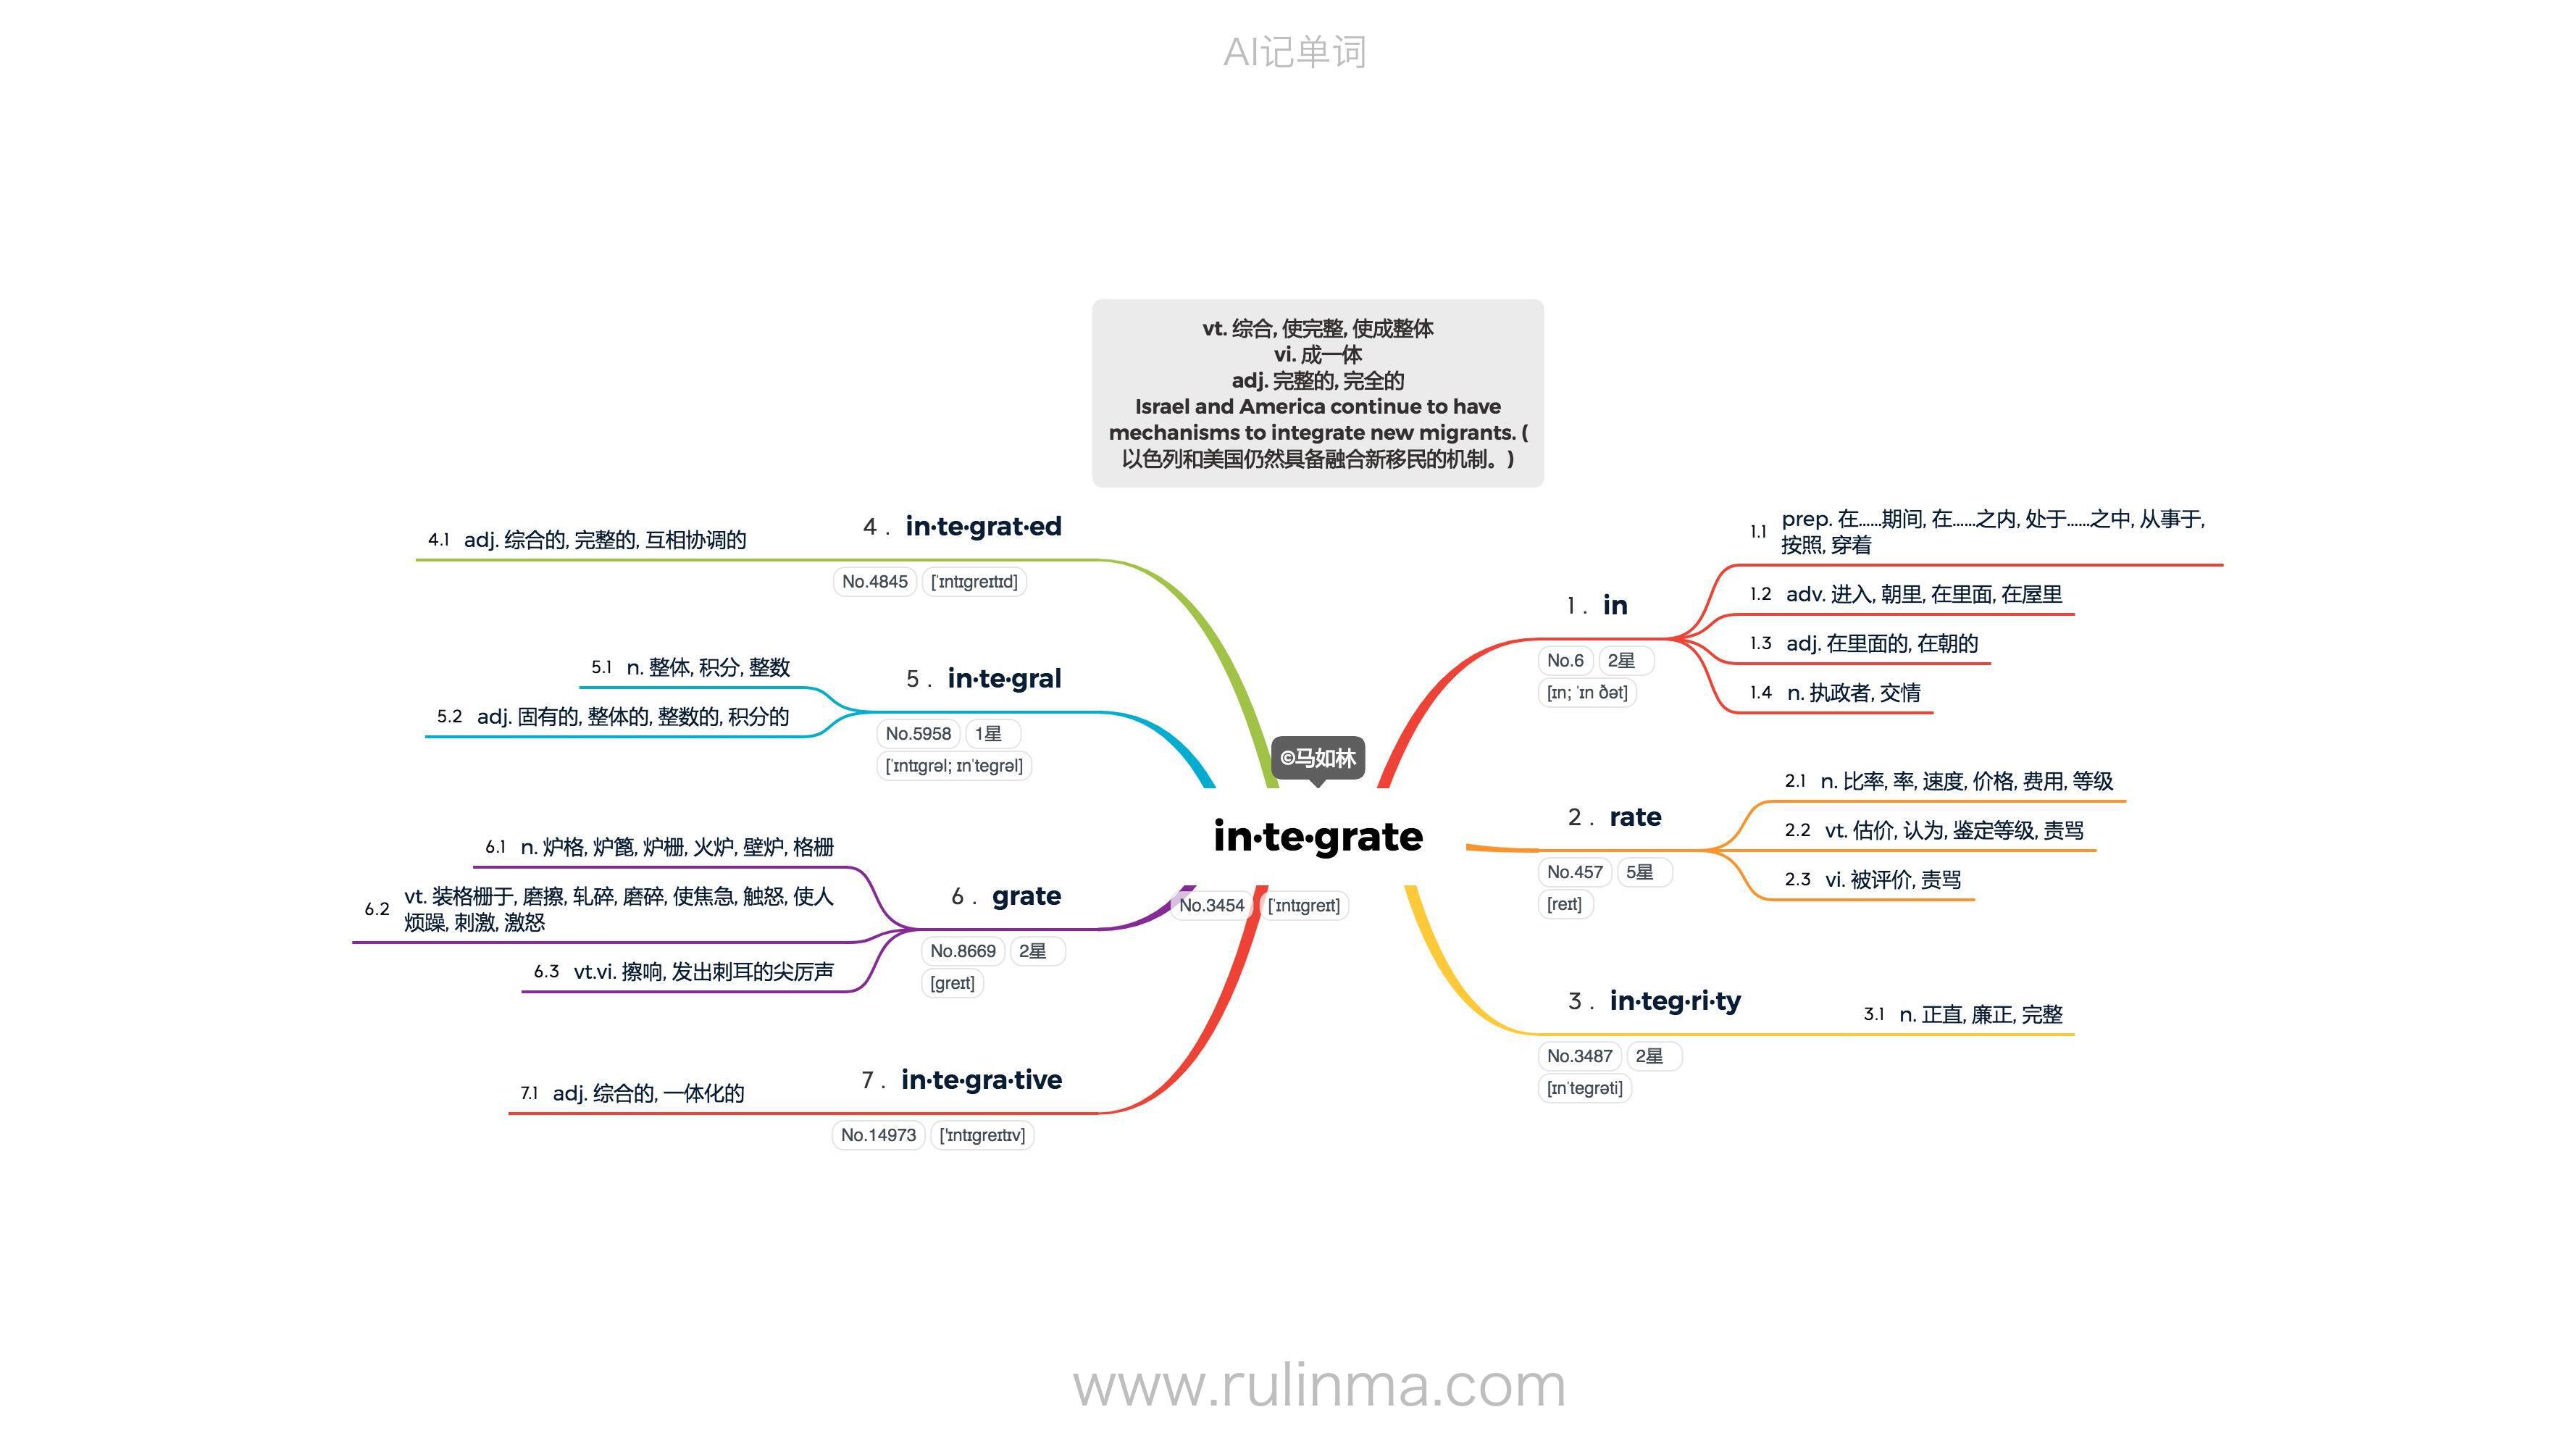 AI记单词
vt. 综合, 使完整, 使成整体
vi. 成一体
adj. 完整的, 完全的
Israel and America continue to have
mechanisms to integrate new migrants. (
以色列和美国仍然具备融合新移民的机制。)
©马如林
in·te·grate
No.3454 [ˈɪntɪɡreɪt]
1 . in
No.6 2星
[ɪn; ˈɪn ðət]
1.1 prep. 在……期间, 在……之内, 处于……之中, 从事于,
按照, 穿着
1.2 adv. 进入, 朝里, 在里面, 在屋里
1.3 adj. 在里面的, 在朝的
1.4 n. 执政者, 交情
2 . rate
No.457 5星
[reɪt]
2.1 n. 比率, 率, 速度, 价格, 费用, 等级
2.2 vt. 估价, 认为, 鉴定等级, 责骂
2.3 vi. 被评价, 责骂
3 . in·teg·ri·ty
No.3487 2星
[ɪnˈteɡrəti]
3.1 n. 正直, 廉正, 完整
4 . in·te·grat·ed
No.4845 [ˈɪntɪɡreɪtɪd]
4.1 adj. 综合的, 完整的, 互相协调的
5 . in·te·gral
No.5958 1星
[ˈɪntɪɡrəl; ɪnˈteɡrəl]
5.1 n. 整体, 积分, 整数
5.2 adj. 固有的, 整体的, 整数的, 积分的
6 . grate
No.8669 2星
[ɡreɪt]
6.1 n. 炉格, 炉篦, 炉栅, 火炉, 壁炉, 格栅
6.2 vt. 装格栅于, 磨擦, 轧碎, 磨碎, 使焦急, 触怒, 使人
烦躁, 刺激, 激怒
6.3 vt.vi. 擦响, 发出刺耳的尖厉声
7 . in·te·gra·tive
No.14973 ['ɪntɪɡreɪtɪv]
7.1 adj. 综合的, 一体化的
www.rulinma.com